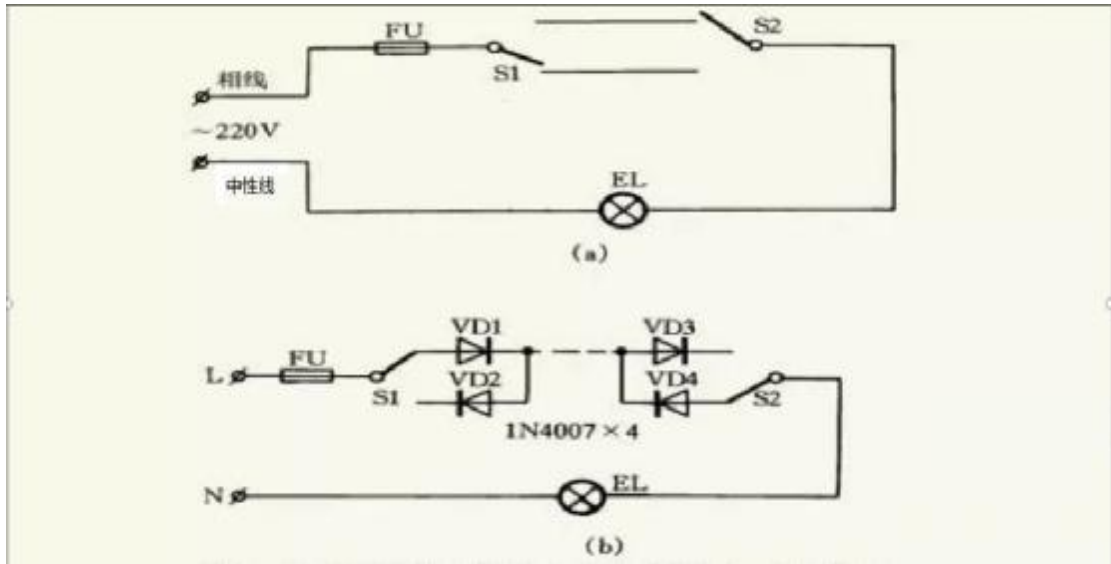 FU
S2
S1
相线
~220V
中性线
EL
(a)
VD1
VD3
FU
L
VD2
VD4
S1
S2
1N4007×4
N
EL
(b)